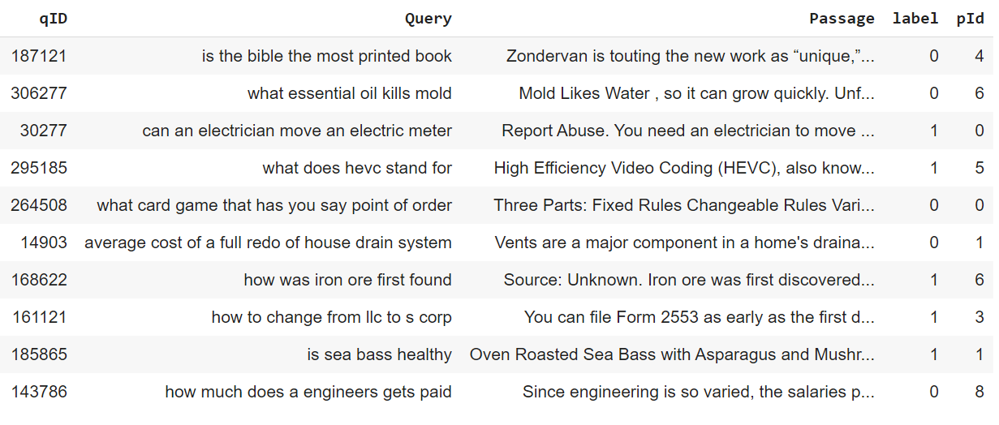 qID Query Passage label pId
187121 is the bible the most printed book Zondervan is touting the new work as “unique,”... 0 4
306277 what essential oil kills mold Mold Likes Water , so it can grow quickly. Unf... 0 6
30277 can an electrician move an electric meter Report Abuse. You need an electrician to move ... 1 0
295185 what does hevc stand for High Efficiency Video Coding (HEVC), also know... 1 5
264508 what card game that has you say point of order Three Parts: Fixed Rules Changeable Rules Vari... 0 0
14903 average cost of a full redo of house drain system Vents are a major component in a home's draina... 0 1
168622 how was iron ore first found Source: Unknown. Iron ore was first discovered... 1 6
161121 how to change from llc to s corp You can file Form 2553 as early as the first d... 1 3
185865 is sea bass healthy Oven Roasted Sea Bass with Asparagus and Mushr... 1 1
143786 how much does a engineers gets paid Since engineering is so varied, the salaries p... 0 8